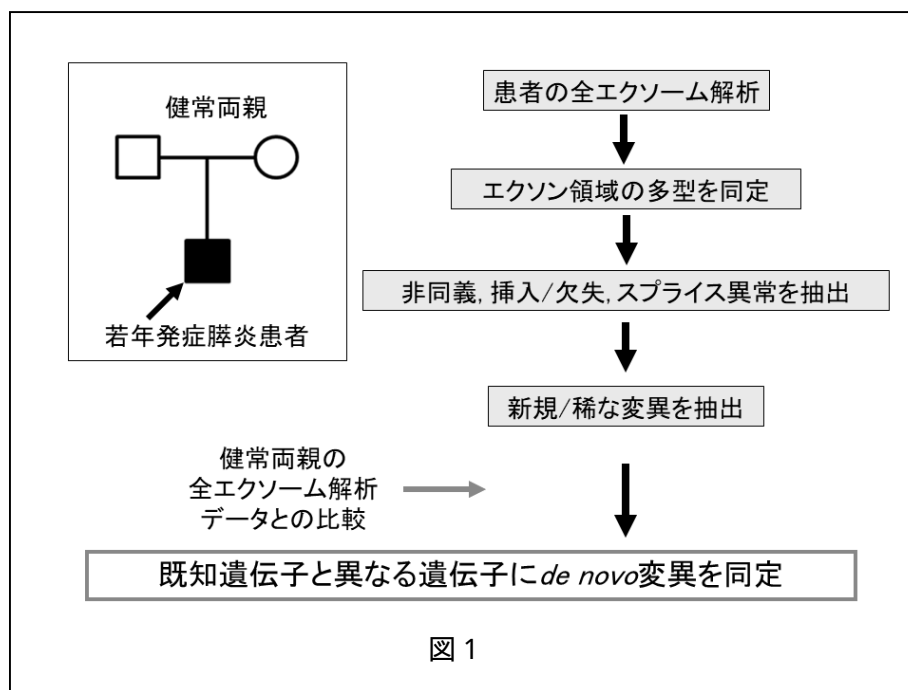 健常両親
若年発症膵炎患者
患者の全エクソーム解析
エクソン領域の多型を同定
非同義, 挿入/欠失, スプライス異常を抽出
新規/稀な変異を抽出
健常両親の
全エクソーム解析
データとの比較
既知遺伝子と異なる遺伝子にde novo変異を同定
図 1